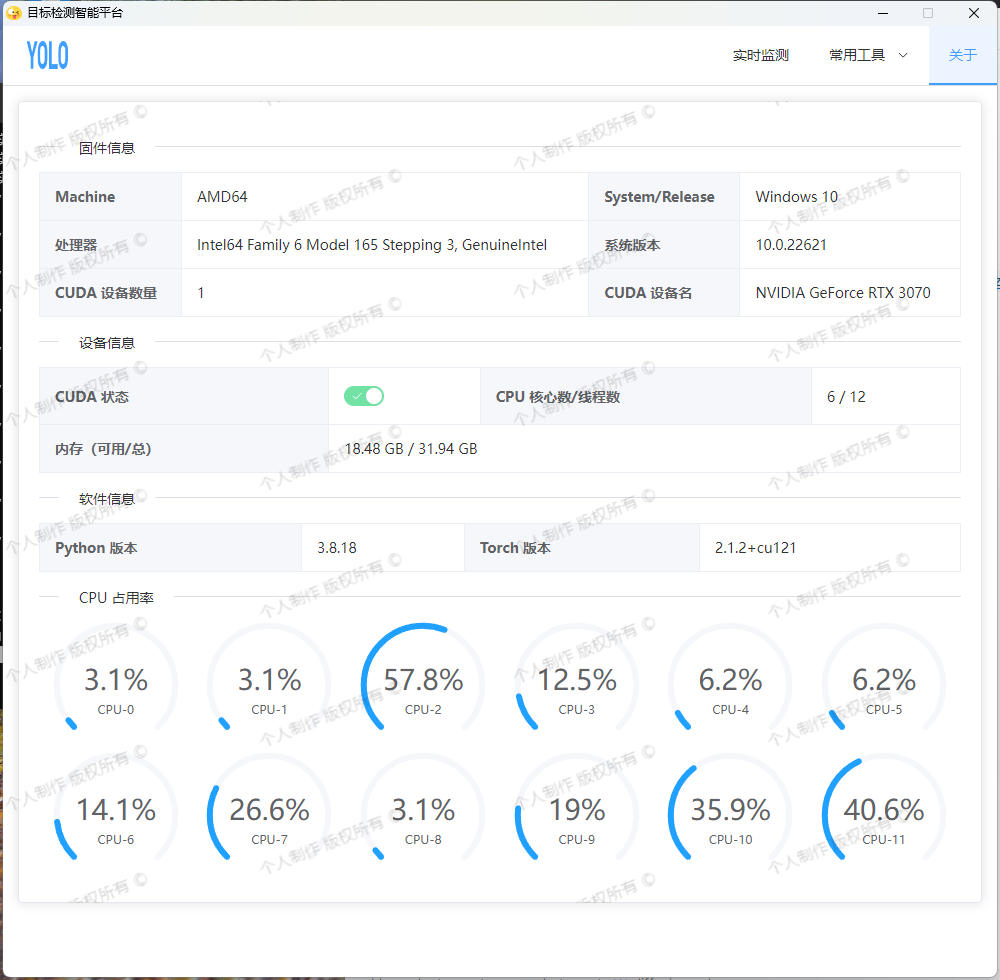 目标检测智能平台
YOLO 实时监测 常用工具 关于
固件信息
Machine AMD64 System/Release Windows 10
处理器 Intel64 Family 6 Model 165 Stepping 3, GenuineIntel 系统版本 10.0.22621
CUDA 设备数量 1 CUDA 设备名 NVIDIA GeForce RTX 3070
设备信息
CUDA 状态 CPU 核心数/线程数 6 / 12
内存（可用/总） 18.48 GB / 31.94 GB
软件信息
Python 版本 3.8.18 Torch 版本 2.1.2+cu121
CPU 占用率
3.1% 3.1% 57.8% 12.5% 6.2% 6.2%
CPU-0 CPU-1 CPU-2 CPU-3 CPU-4 CPU-5
14.1% 26.6% 3.1% 19% 35.9% 40.6%
CPU-6 CPU-7 CPU-8 CPU-9 CPU-10 CPU-11
个人制作 版权所有 ©